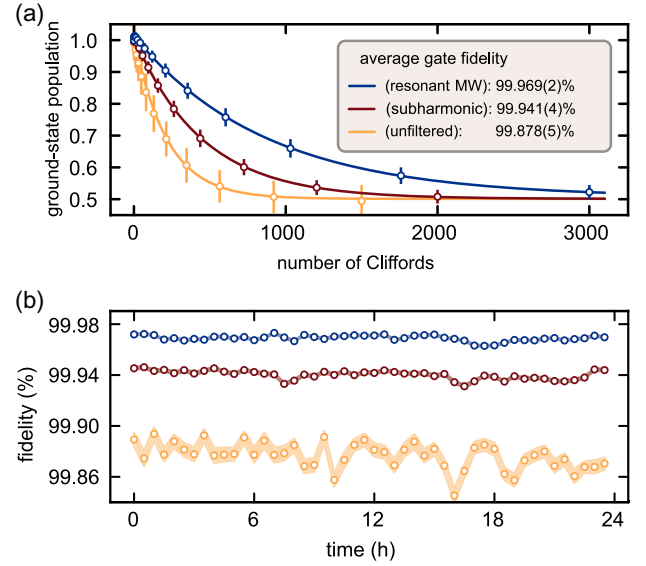 (a)
ground-state population
1.0
0.9
0.8
0.7
0.6
0.5
average gate fidelity
(resonant MW): 99.969(2)%
(subharmonic): 99.941(4)%
(unfiltered): 99.878(5)%
0 1000 2000 3000
number of Cliffords
(b)
fidelity (%)
99.98
99.94
99.90
99.86
0 6 12 18 24
time (h)